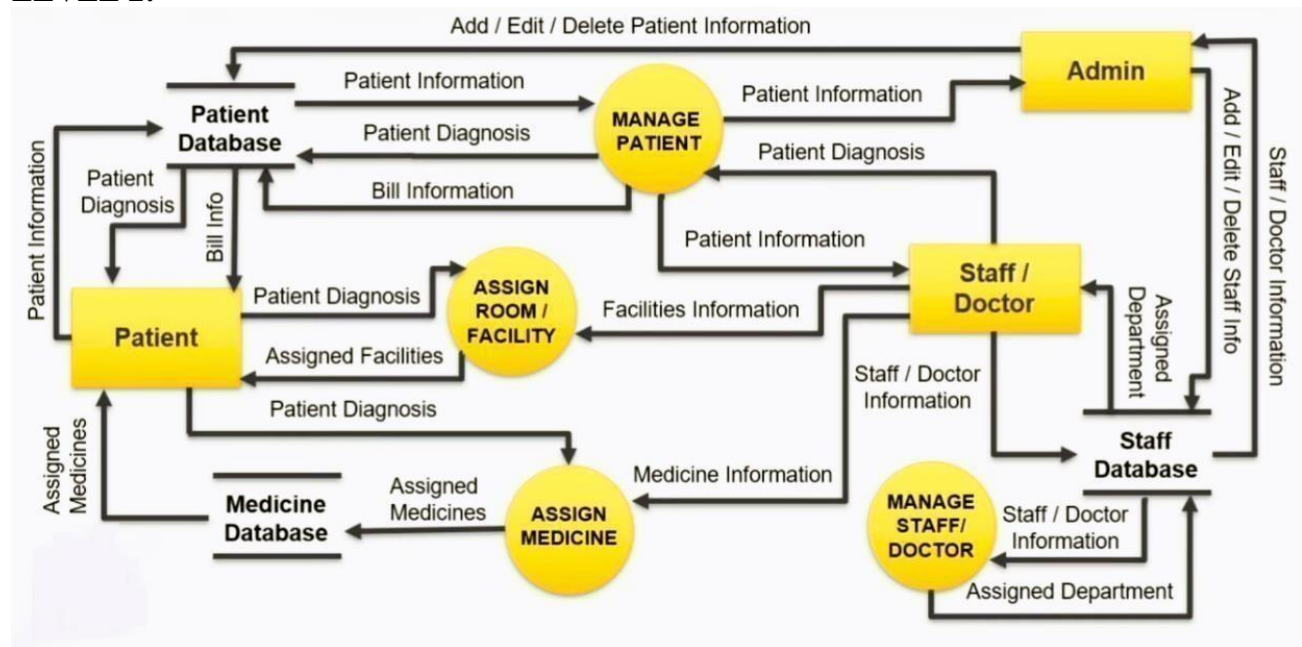 Add / Edit / Delete Patient Information
Admin
Patient Information
Patient
Database
Patient Information
MANAGE
PATIENT
Patient Diagnosis
Patient Diagnosis
Bill Information
Patient
Diagnosis
Bill Info
Patient Information
Patient Information
Staff /
Doctor
Add / Edit / Delete Staff Info
Staff / Doctor Information
Patient
Patient Diagnosis
ASSIGN
ROOM /
FACILITY
Facilities Information
Assigned Facilities
Assigned
Department
Staff / Doctor
Information
Patient Diagnosis
Assigned
Medicines
Medicine
Database
Assigned
Medicines
ASSIGN
MEDICINE
Medicine Information
Staff
Database
MANAGE
STAFF/
DOCTOR
Staff / Doctor
Information
Assigned Department